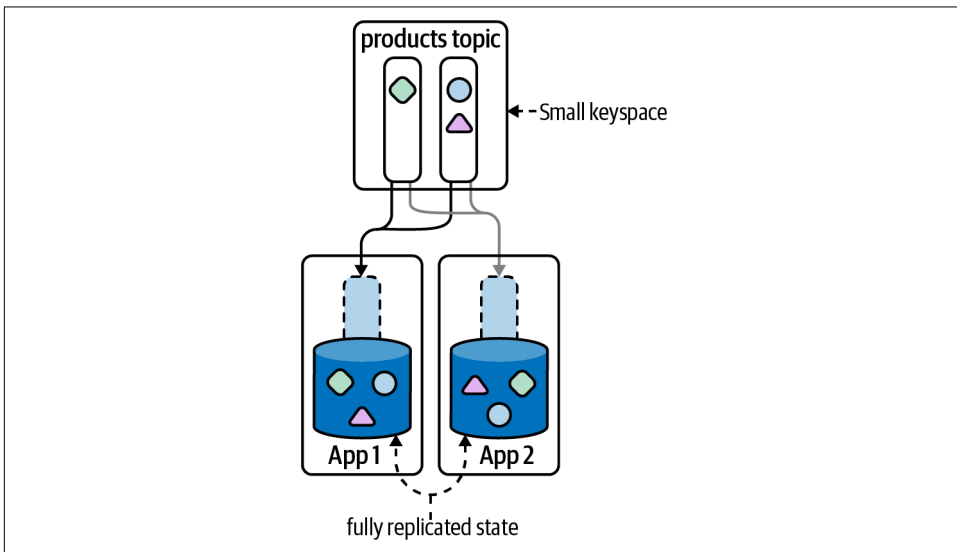 products topic
Small keyspace
App 1
App 2
fully replicated state